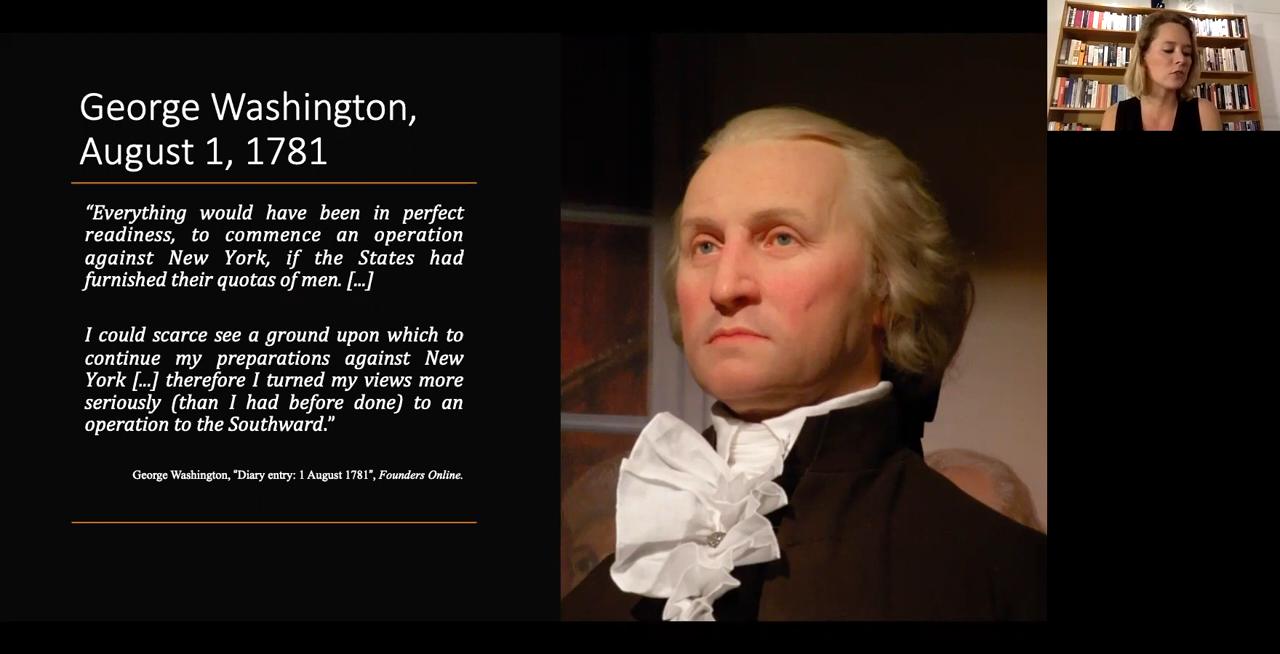 George Washington,
August 1, 1781
“Everything would have been in perfect
readiness, to commence an operation
against New York, if the States had
furnished their quotas of men. [...]
I could scarce see a ground upon which to
continue my preparations against New
York [...] therefore I turned my views more
seriously (than I had before done) to an
operation to the Southward.”
George Washington, “Diary entry: 1 August 1781”, Founders Online.